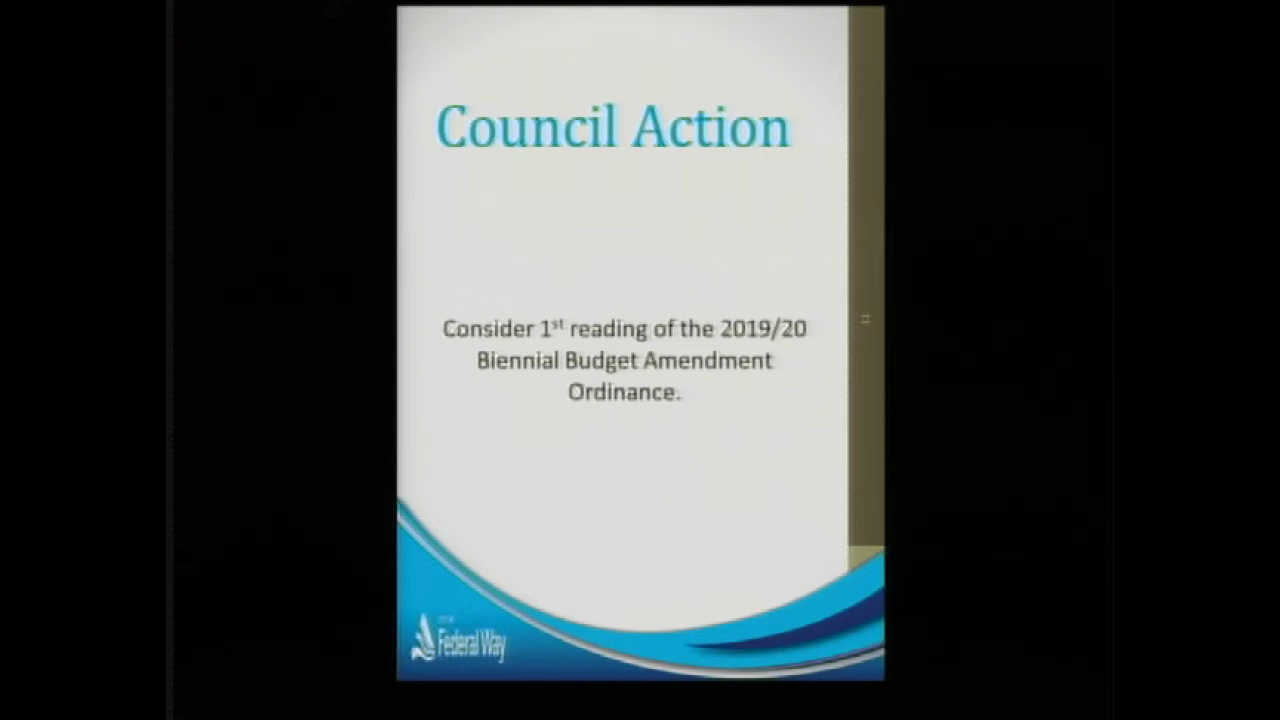 Council Action
Consider 1st reading of the 2019/20
Biennial Budget Amendment
Ordinance.
Federal Way